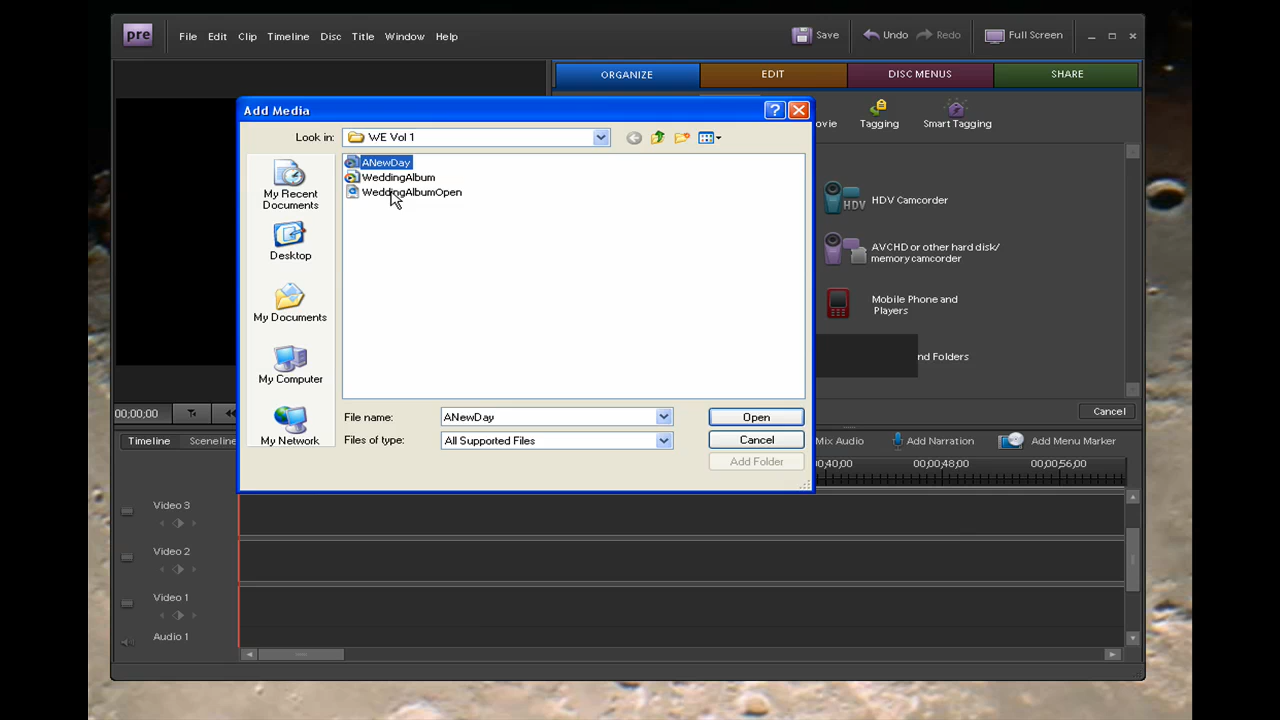 pre
File Edit Clip Timeline Disc Title Window Help
Save Undo Redo Full Screen
ORGANIZE EDIT DISC MENUS SHARE
Add Media
ovie Tagging Smart Tagging
Look in: WE Vol 1
ANewDay
WeddingAlbum
WeddingAlbumOpen
My Recent
Documents
Desktop
My Documents
My Computer
My Network
HDV
HDV Camcorder
AVCHD or other hard disk/
memory camcorder
Mobile Phone and
Players
nd Folders
File name: ANewDay Open
Files of type: All Supported Files Cancel
Add Folder
Cancel
00;00;00
Timeline Sceneline
Mix Audio Add Narration Add Menu Marker
00;40;00 00;00;48;00 00;00;56;00
Video 3
Video 2
Video 1
Audio 1